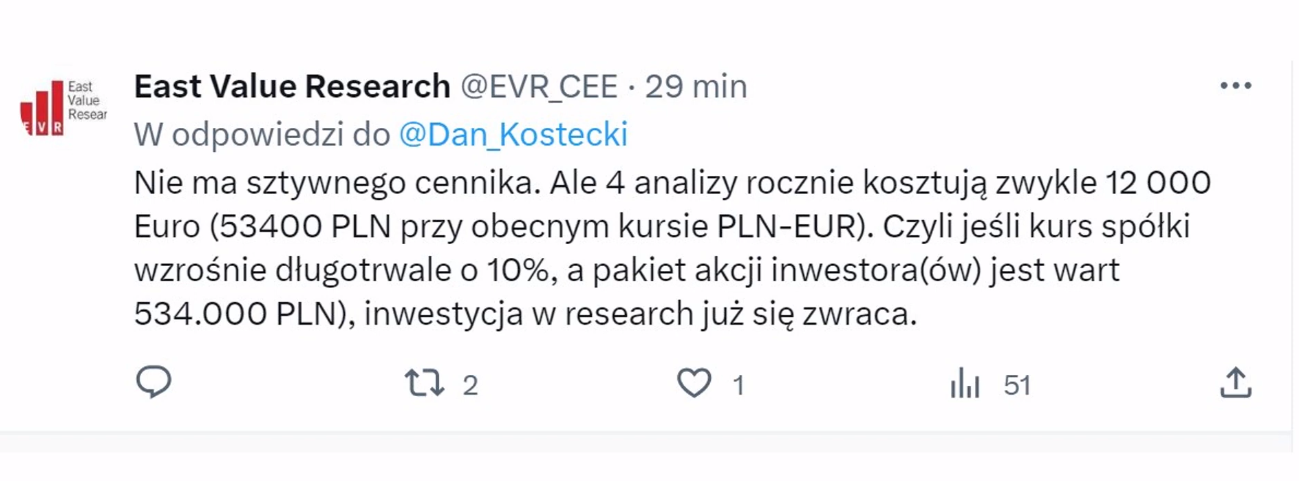 East Value Resear
EVR
East Value Research @EVR_CEE · 29 min
W odpowiedzi do @Dan_Kostecki
Nie ma sztywnego cennika. Ale 4 analizy rocznie kosztują zwykle 12 000
Euro (53400 PLN przy obecnym kursie PLN-EUR). Czyli jeśli kurs spółki
wzrośnie długotrwale o 10%, a pakiet akcji inwestora(ów) jest wart
534.000 PLN), inwestycja w research już się zwraca.
2 1 51